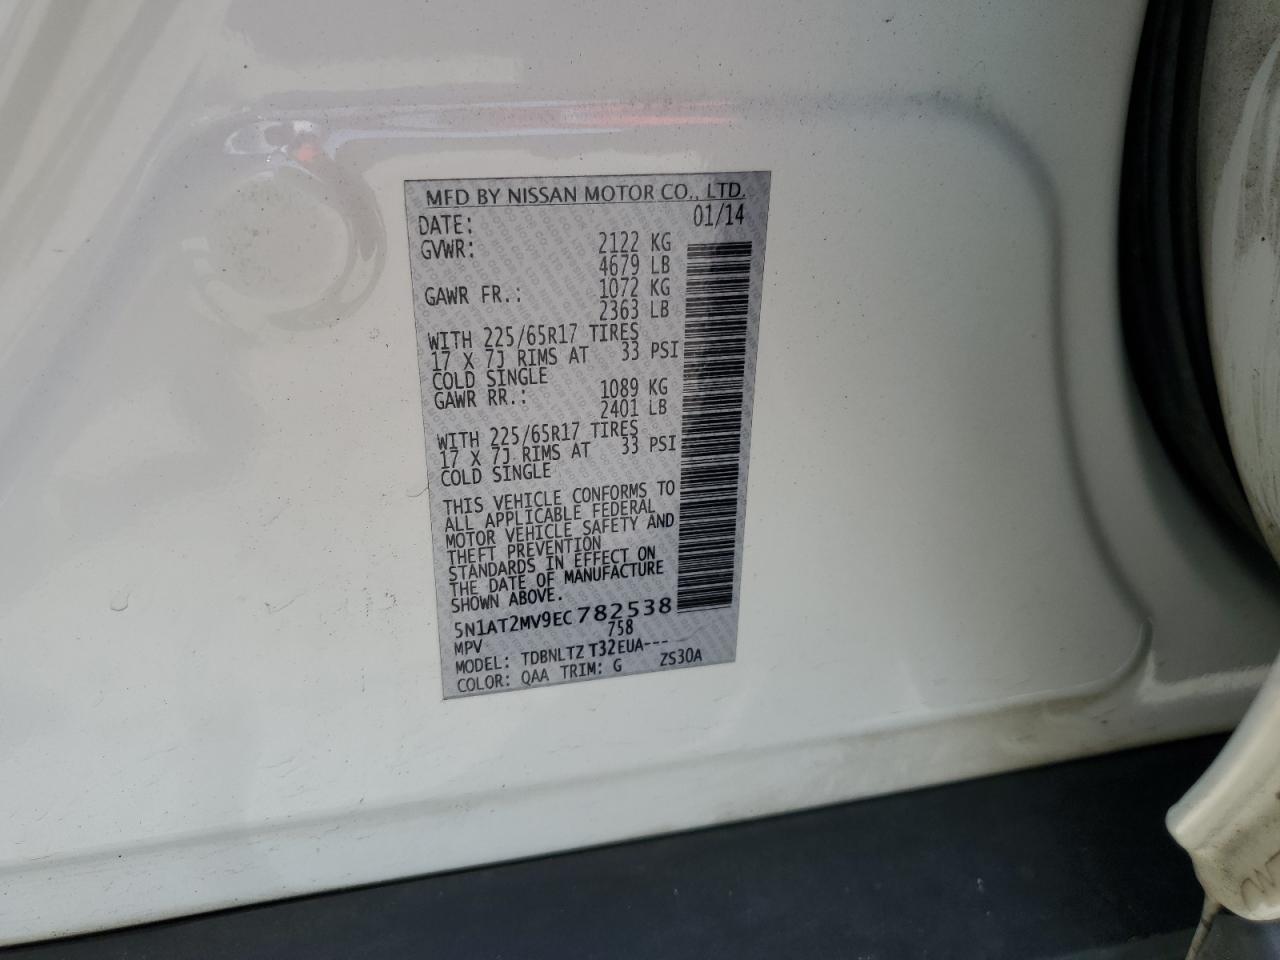 MFD BY NISSAN MOTOR CO., LTD.
DATE: 01/14
GVWR: 2122 KG
4679 LB
GAWR FR.: 1072 KG
2363 LB
WITH 225/65R17 TIRES
17 X 7J RIMS AT 33 PSI
COLD SINGLE
GAWR RR.: 1089 KG
2401 LB
WITH 225/65R17 TIRES
17 X 7J RIMS AT 33 PSI
COLD SINGLE
THIS VEHICLE CONFORMS TO
ALL APPLICABLE FEDERAL
MOTOR VEHICLE SAFETY AND
THEFT PREVENTION
STANDARDS IN EFFECT ON
THE DATE OF MANUFACTURE
SHOWN ABOVE.
5N1AT2MV9EC782538
MPV 758
MODEL: TDBNLTZ T32EUA---
COLOR: QAA TRIM: G ZS30A